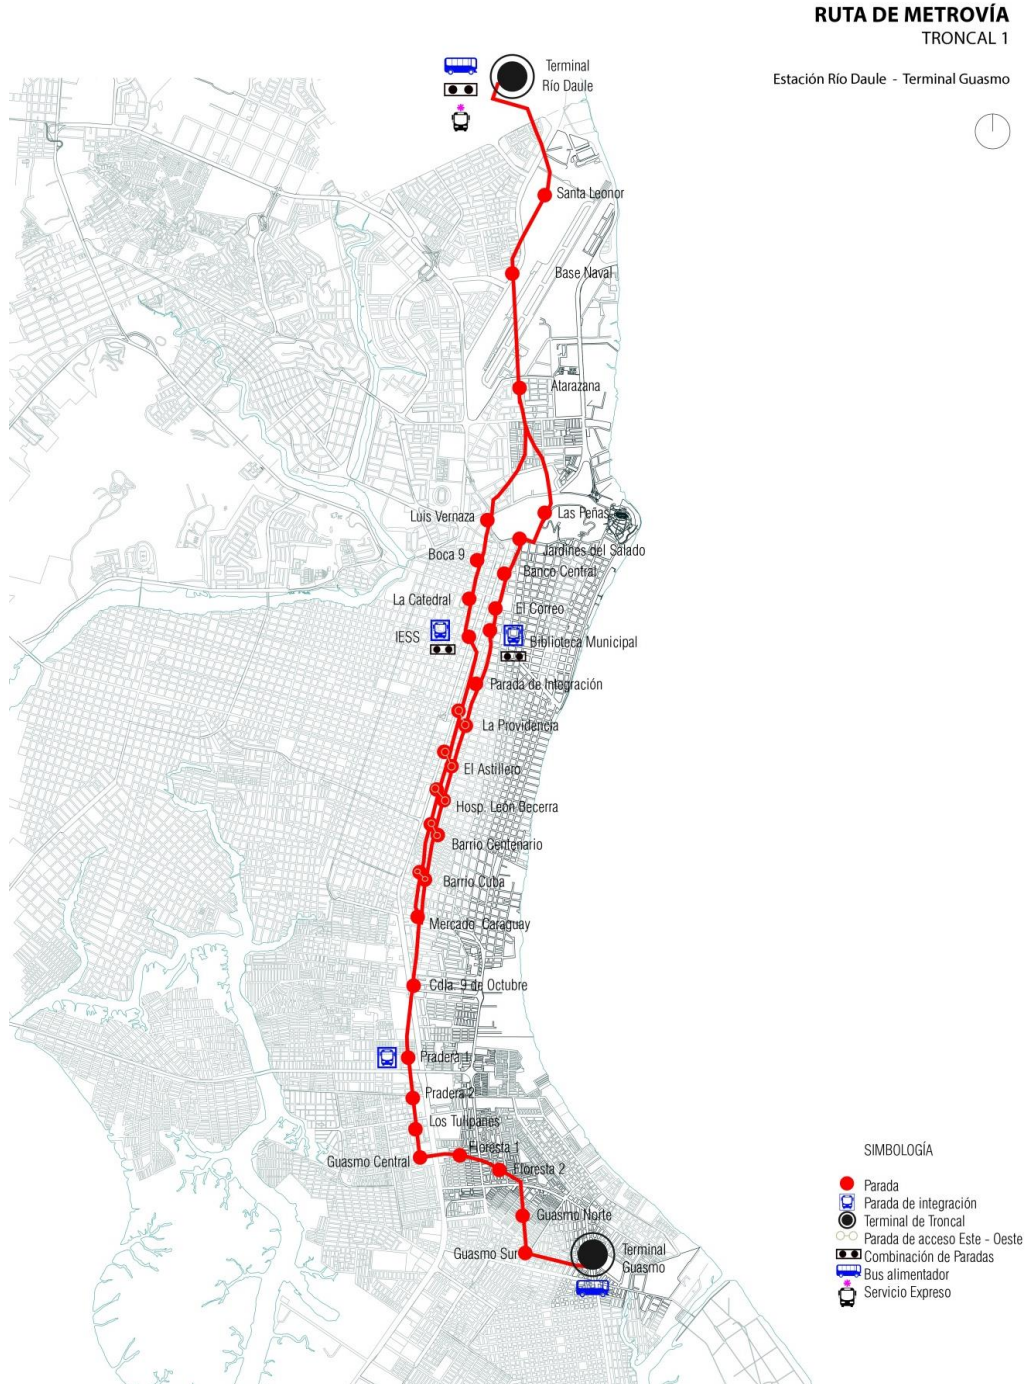 RUTA DE METROVÍA
TRONCAL 1
Estación Río Daule - Terminal Guasmo
Terminal
Río Daule
Santa Leonor
Base Naval
Atarazana
Luis Vernaza
Las Peñas
Boca 9
Jardines del Salado
Banco Central
La Catedral
El Correo
IESS
Biblioteca Municipal
Parada de Integración
La Providencia
El Astillero
Hosp. León Becerra
Barrio Centenario
Barrio Cuba
Mercado Caraguay
Cdla. 9 de Octubre
Pradera 1
Pradera 2
Los Tulipanes
Floresta 1
Guasmo Central
Floresta 2
Guasmo Norte
Guasmo Sur
Terminal
Guasmo
SIMBOLOGÍA
Parada
Parada de integración
Terminal de Troncal
Parada de acceso Este - Oeste
Combinación de Paradas
Bus alimentador
Servicio Expreso